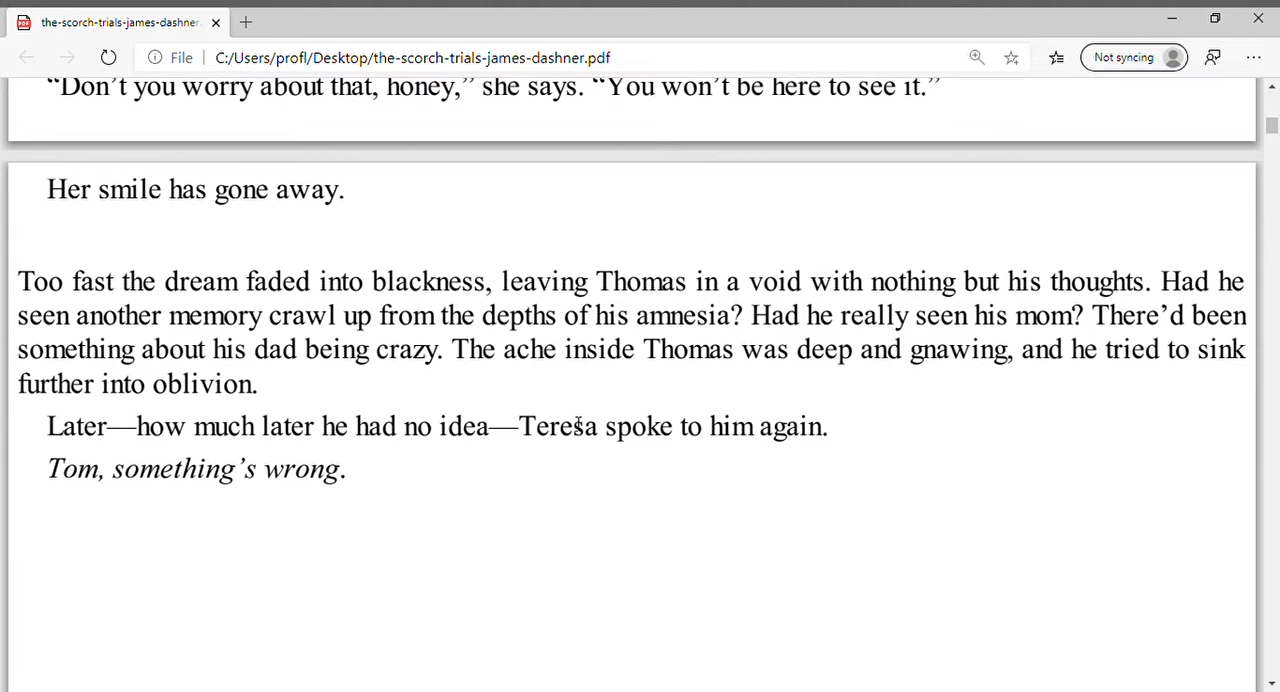 the-scorch-trials-james-dashner.
File
C:/Users/profl/Desktop/the-scorch-trials-james-dashner.pdf
Not syncing
“Don’t you worry about that, honey,” she says. “You won’t be here to see it.”
Her smile has gone away.
Too fast the dream faded into blackness, leaving Thomas in a void with nothing but his thoughts. Had he
seen another memory crawl up from the depths of his amnesia? Had he really seen his mom? There’d been
something about his dad being crazy. The ache inside Thomas was deep and gnawing, and he tried to sink
further into oblivion.
Later—how much later he had no idea—Teresa spoke to him again.
Tom, something’s wrong.